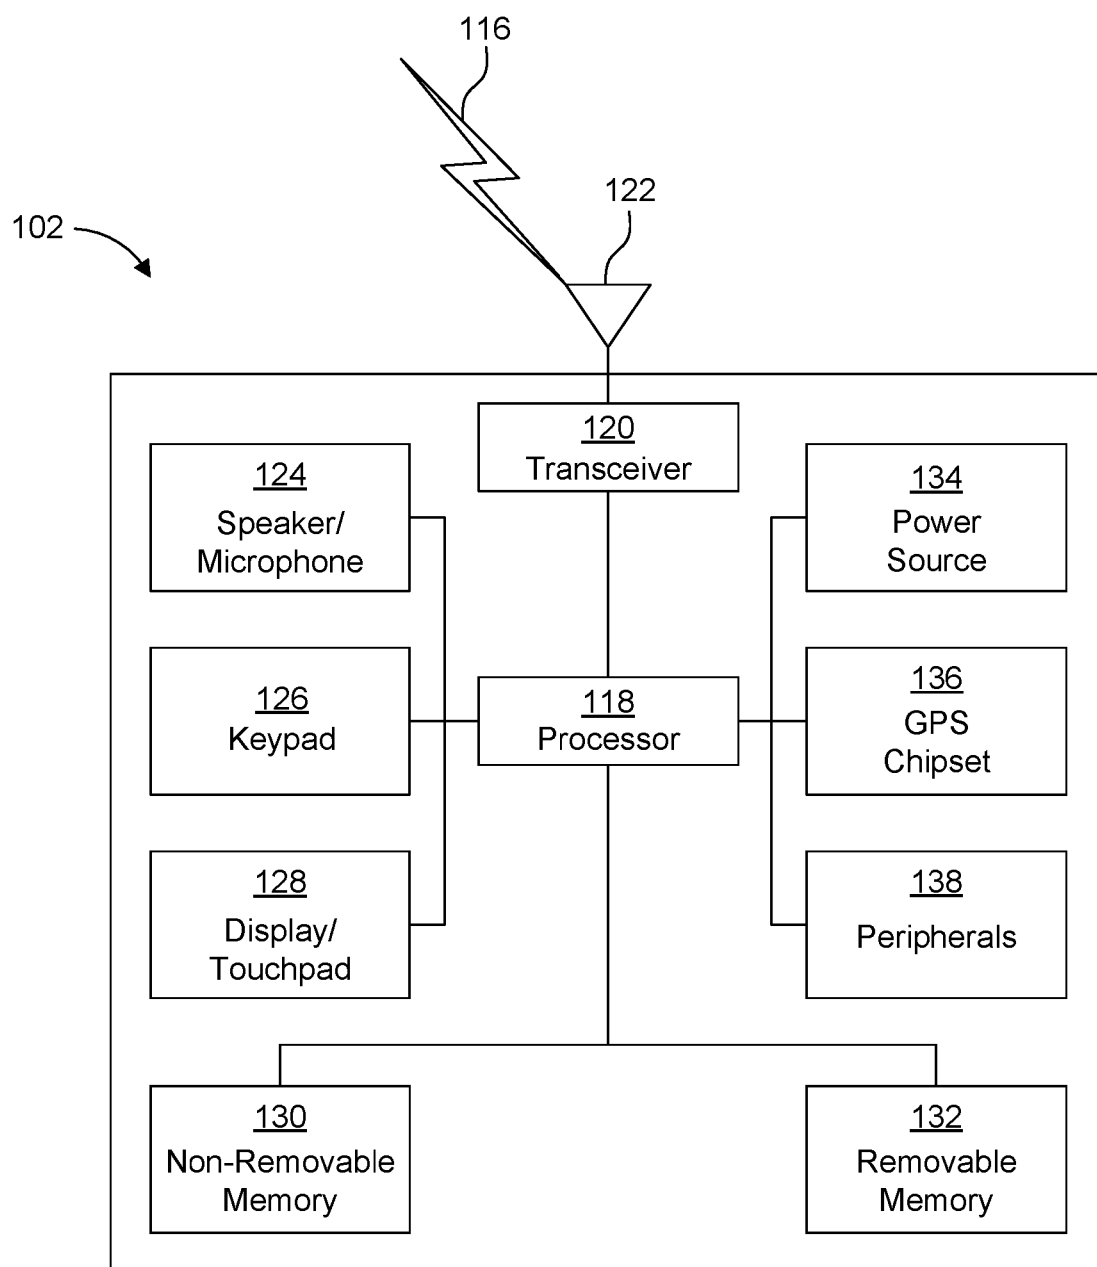 116
122
102
120
Transceiver
124
Speaker/
Microphone
134
Power
Source
126
Keypad
118
Processor
136
GPS
Chipset
128
Display/
Touchpad
138
Peripherals
130
Non-Removable
Memory
132
Removable
Memory